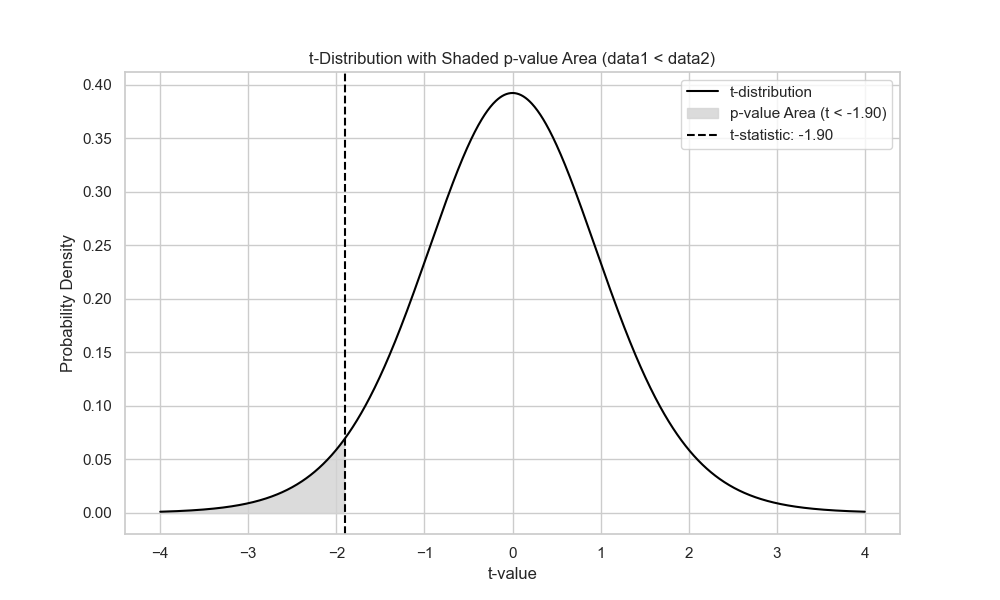 t-Distribution with Shaded p-value Area (data1 < data2)
t-distribution
p-value Area (t < -1.90)
t-statistic: -1.90
Probability Density
0.40
0.35
0.30
0.25
0.20
0.15
0.10
0.05
0.00
−4 −3 −2 −1 0 1 2 3 4
t-value